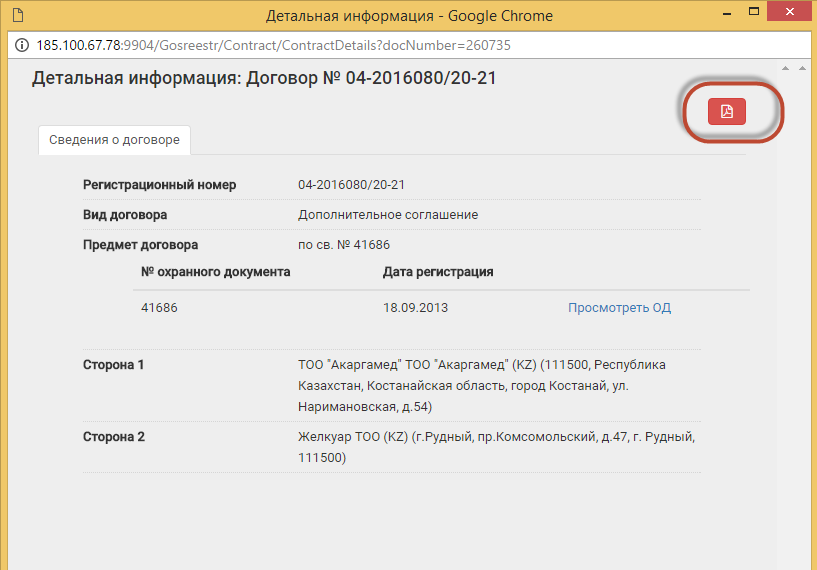 Детальная информация - Google Chrome
185.100.67.78:9904/Gosreestr/Contract/ContractDetails?docNumber=260735
Детальная информация: Договор № 04-2016080/20-21
Сведения о договоре
Регистрационный номер 04-2016080/20-21
Вид договора Дополнительное соглашение
Предмет договора по св. № 41686
№ охранного документа Дата регистрации
41686 18.09.2013 Просмотреть ОД
Сторона 1 ТОО "Акаргамед" ТОО "Акаргамед" (KZ) (111500, Республика
Казахстан, Костанайская область, город Костанай, ул.
Наримановская, д.54)
Сторона 2 Желкуар ТОО (KZ) (г.Рудный, пр.Комсомольский, д.47, г. Рудный,
111500)